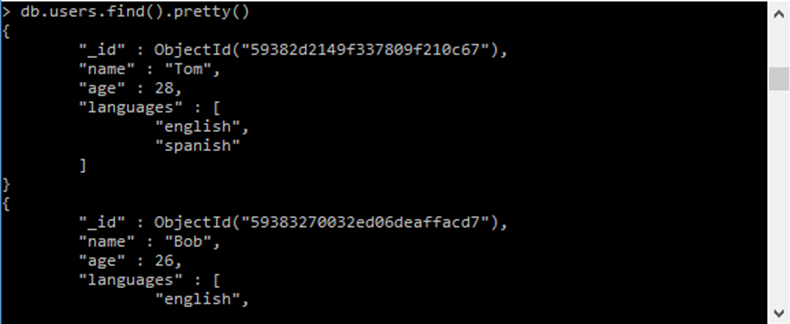 > db.users.find().pretty()
{
        "_id" : ObjectId("59382d2149f337809f210c67"),
        "name" : "Tom",
        "age" : 28,
        "languages" : [
                "english",
                "spanish"
        ]
}
{
        "_id" : ObjectId("59383270032ed06deaffacd7"),
        "name" : "Bob",
        "age" : 26,
        "languages" : [
                "english",